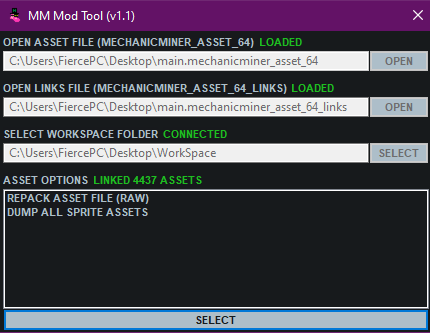 MM Mod Tool (v1.1)
OPEN ASSET FILE (MECHANICMINER_ASSET_64) LOADED
C:\Users\FiercePC\Desktop\main.mechanicminer_asset_64 OPEN
OPEN LINKS FILE (MECHANICMINER_ASSET_64_LINKS) LOADED
C:\Users\FiercePC\Desktop\main.mechanicminer_asset_64_links OPEN
SELECT WORKSPACE FOLDER CONNECTED
C:\Users\FiercePC\Desktop\WorkSpace SELECT
ASSET OPTIONS LINKED 4437 ASSETS
REPACK ASSET FILE (RAW)
DUMP ALL SPRITE ASSETS
SELECT